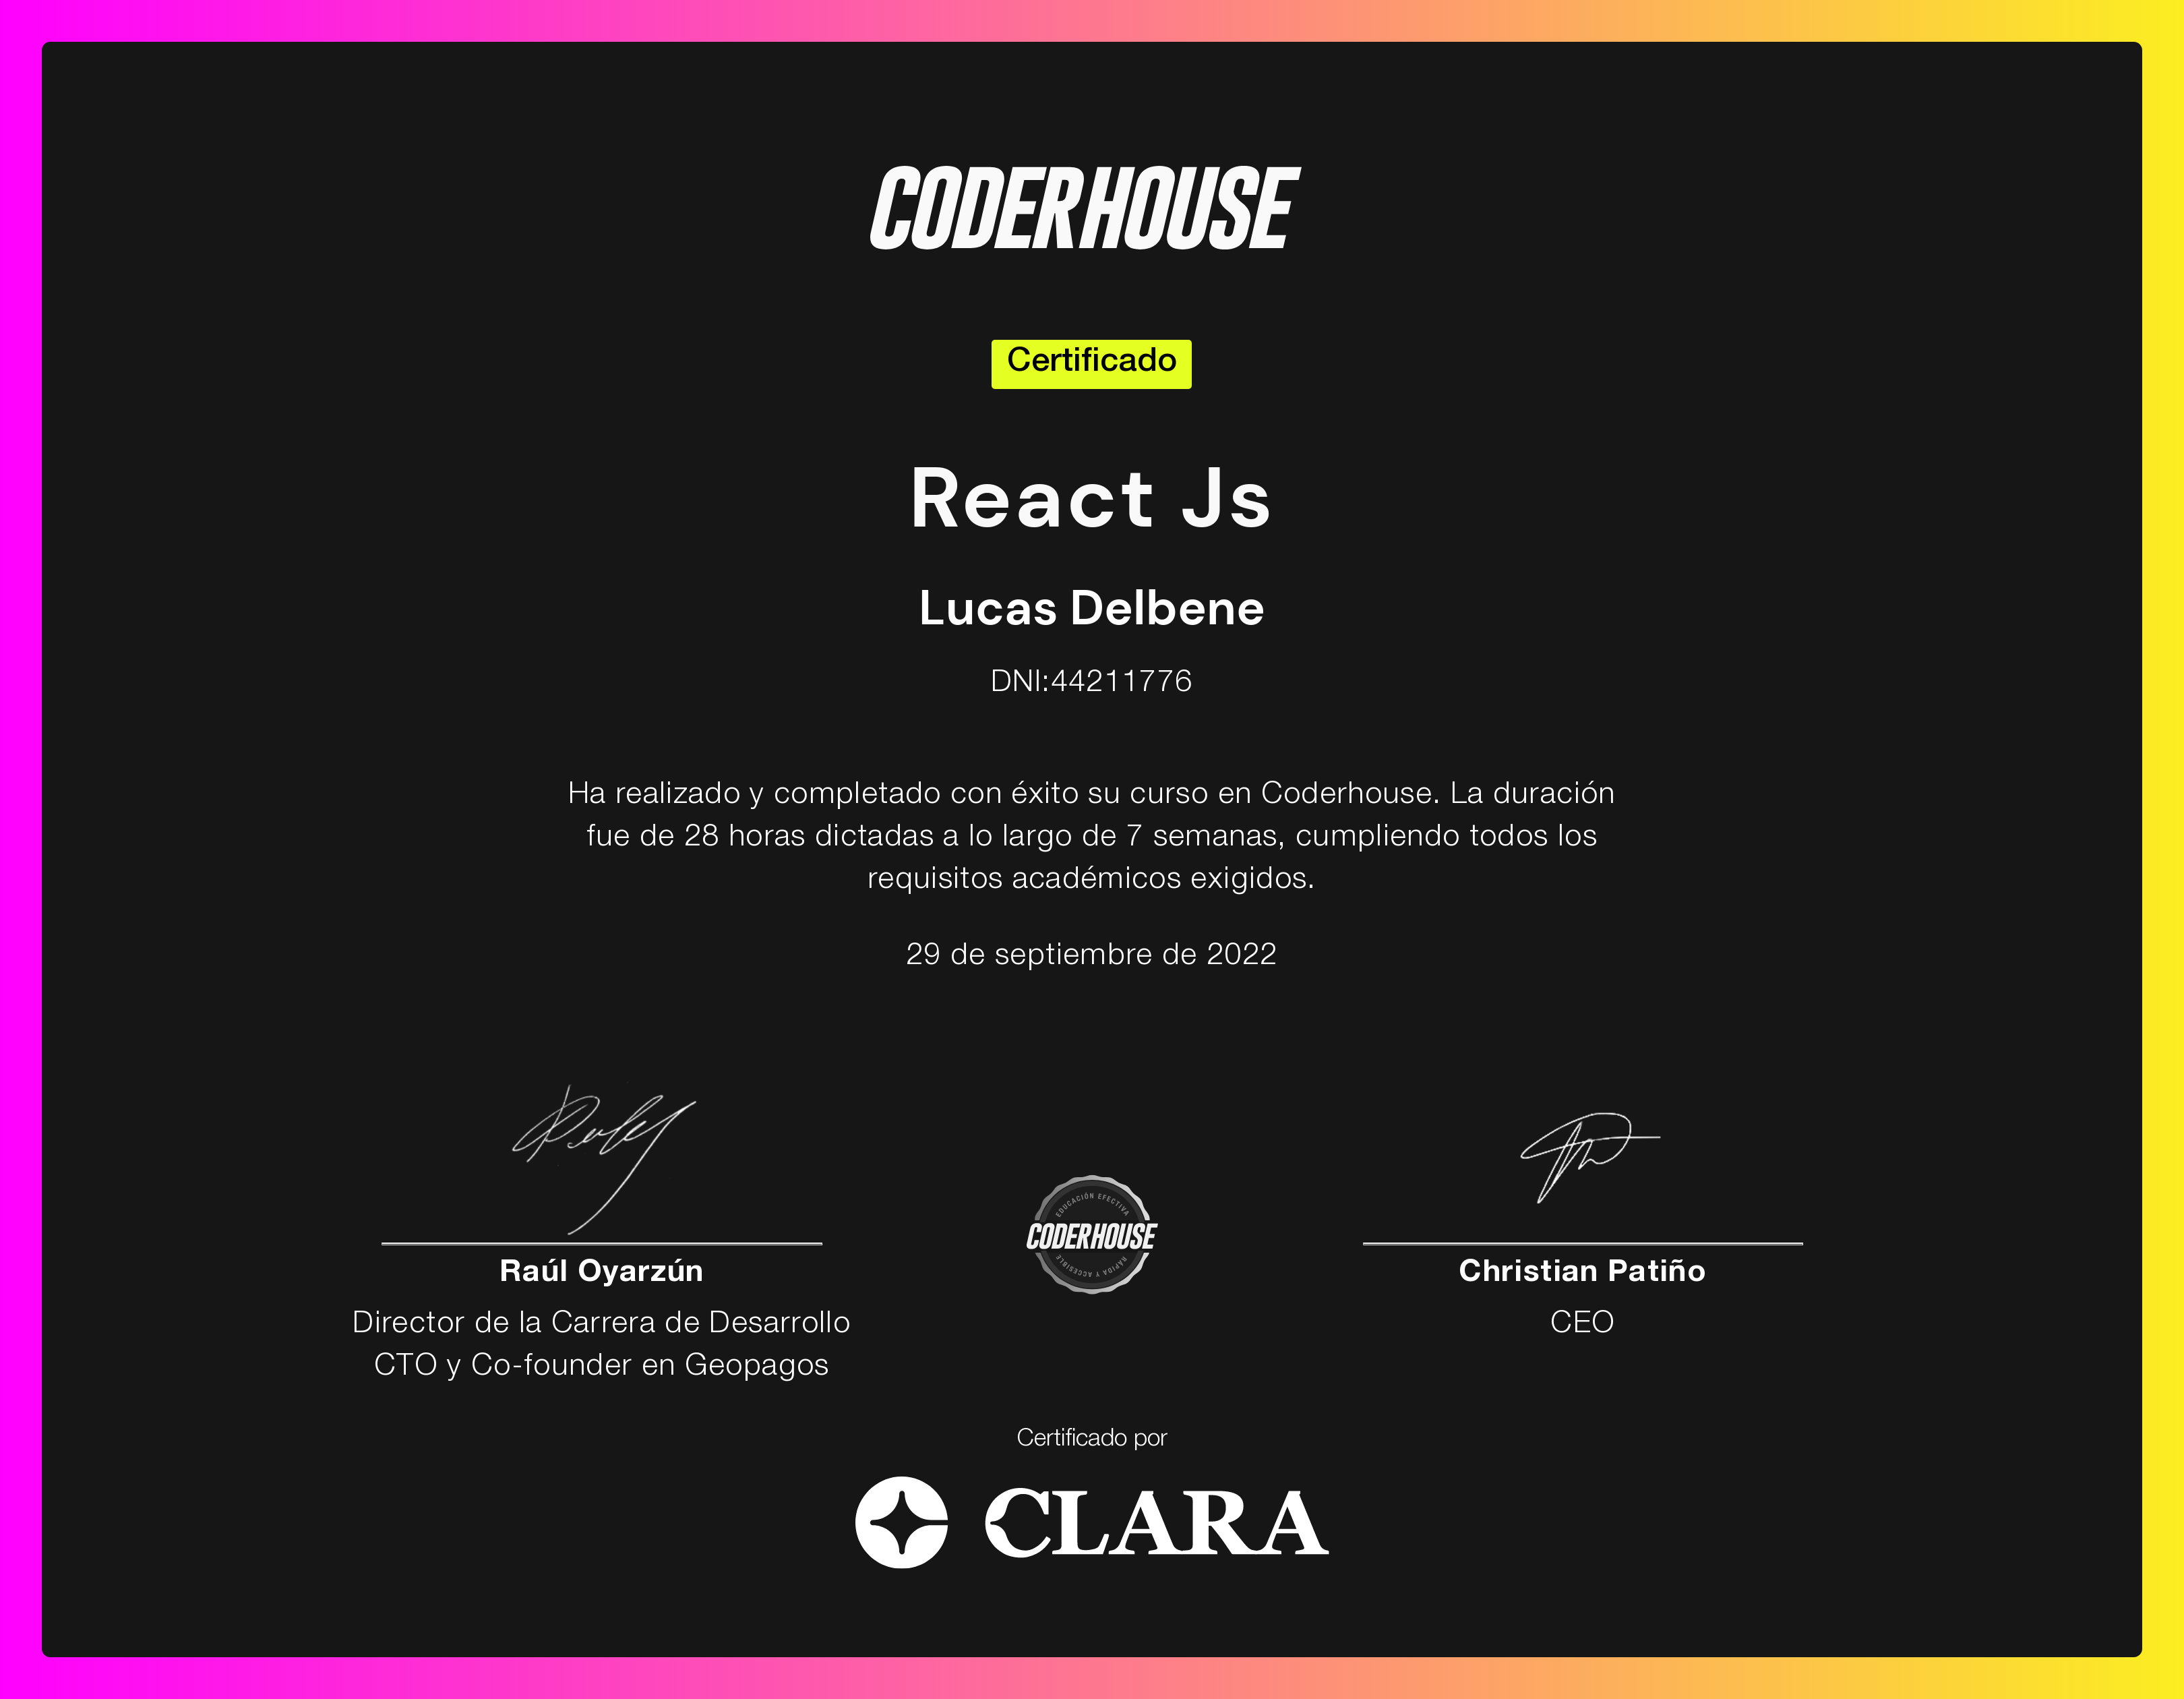 CODERHOUSE
Certificado
React Js
Lucas Delbene
DNI:44211776
Ha realizado y completado con éxito su curso en Coderhouse. La duración
fue de 28 horas dictadas a lo largo de 7 semanas, cumpliendo todos los
requisitos académicos exigidos.
29 de septiembre de 2022
EDUCACIÓN EFECTIVA
CODERHOUSE
RÁPIDA Y ACCESIBLE
Raúl Oyarzún
Director de la Carrera de Desarrollo
CTO y Co-founder en Geopagos
Christian Patiño
CEO
Certificado por
CLARA